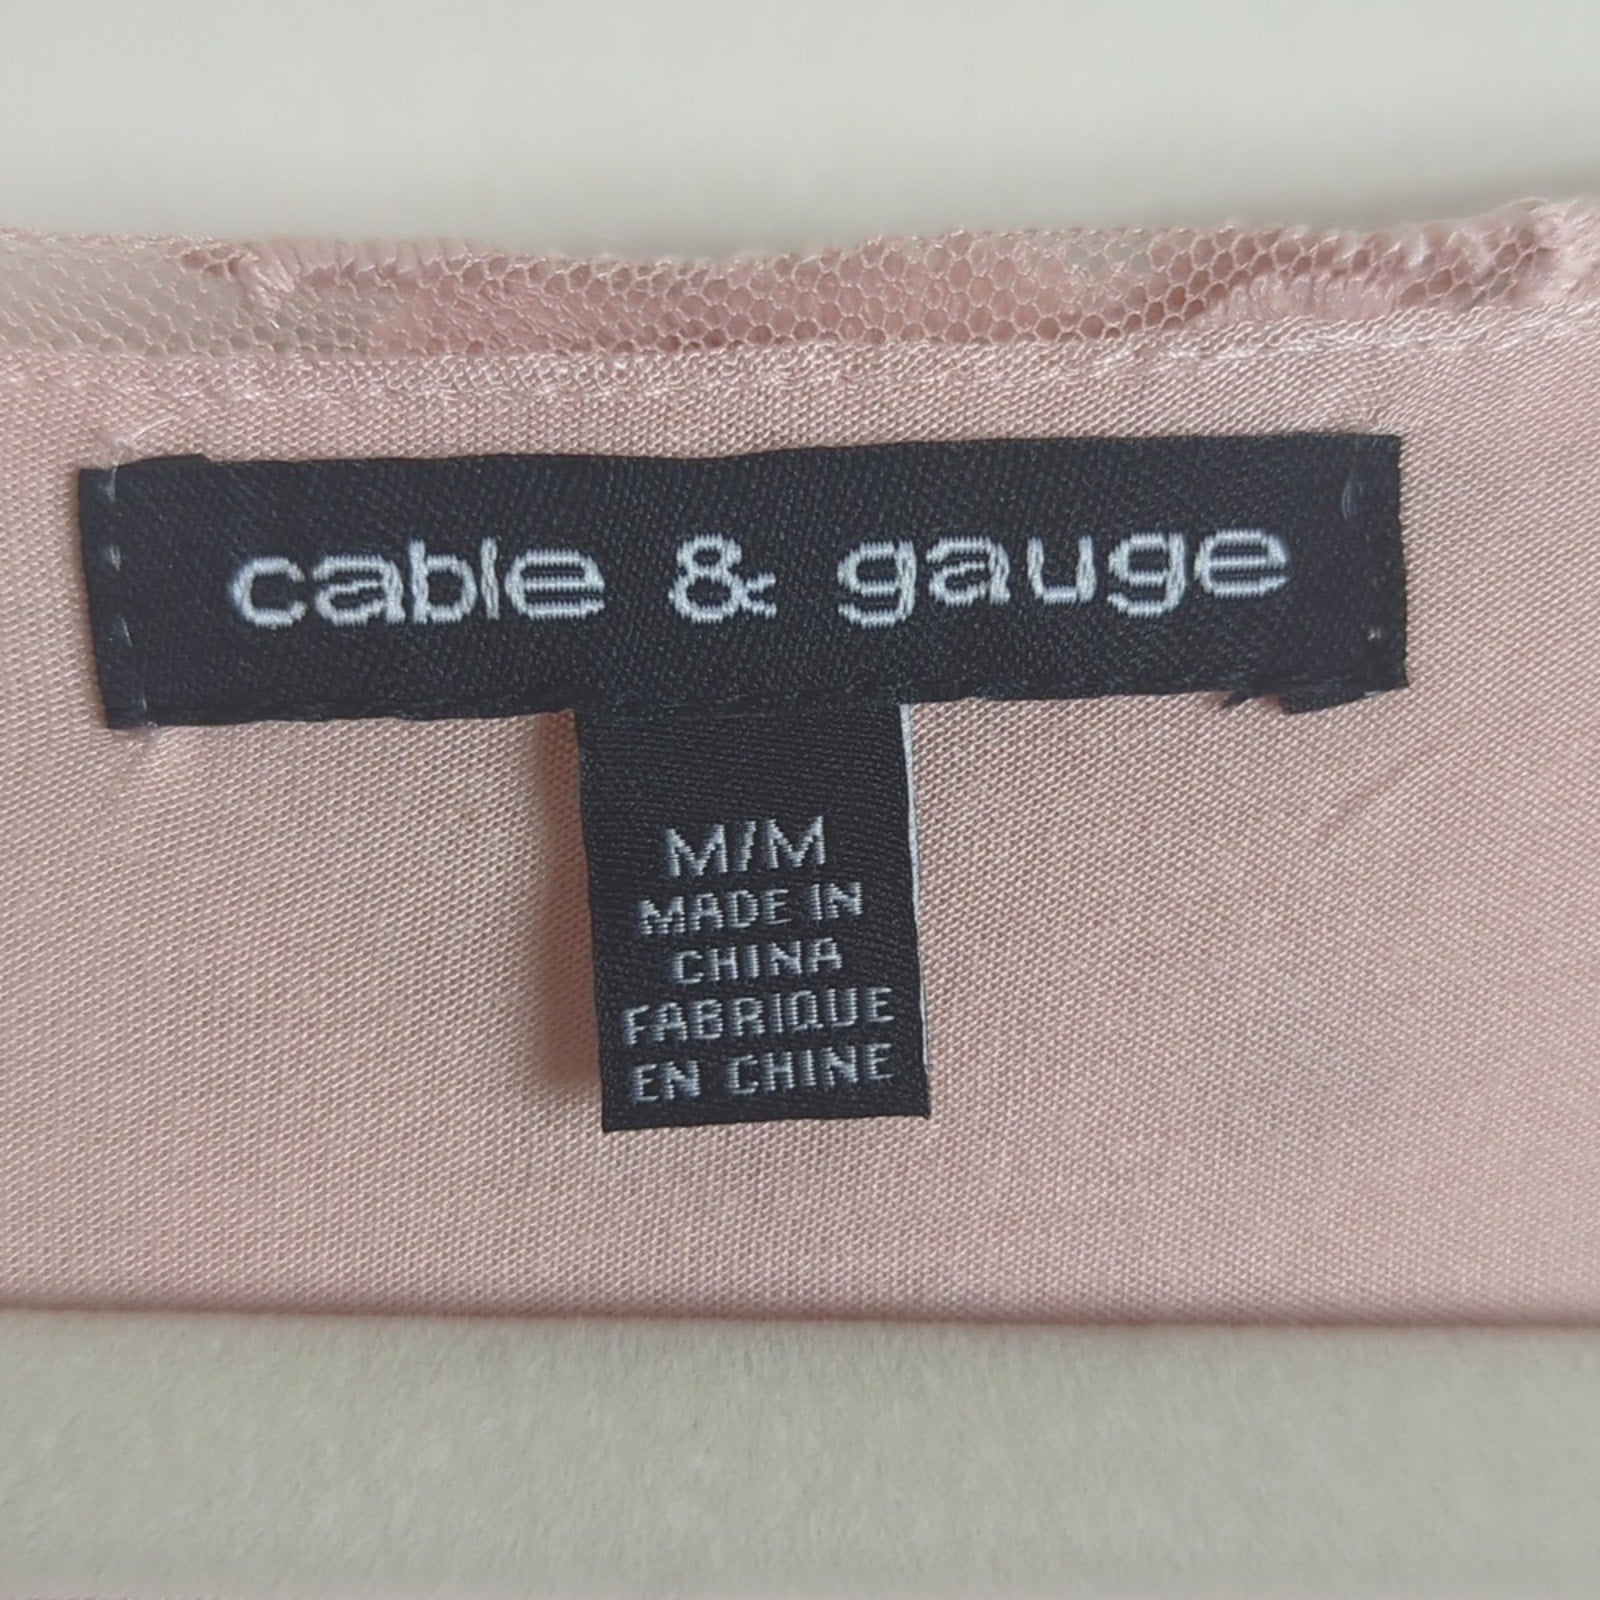 cable & gauge
M/M
MADE IN
CHINA
FABRIQUE
EN CHINE